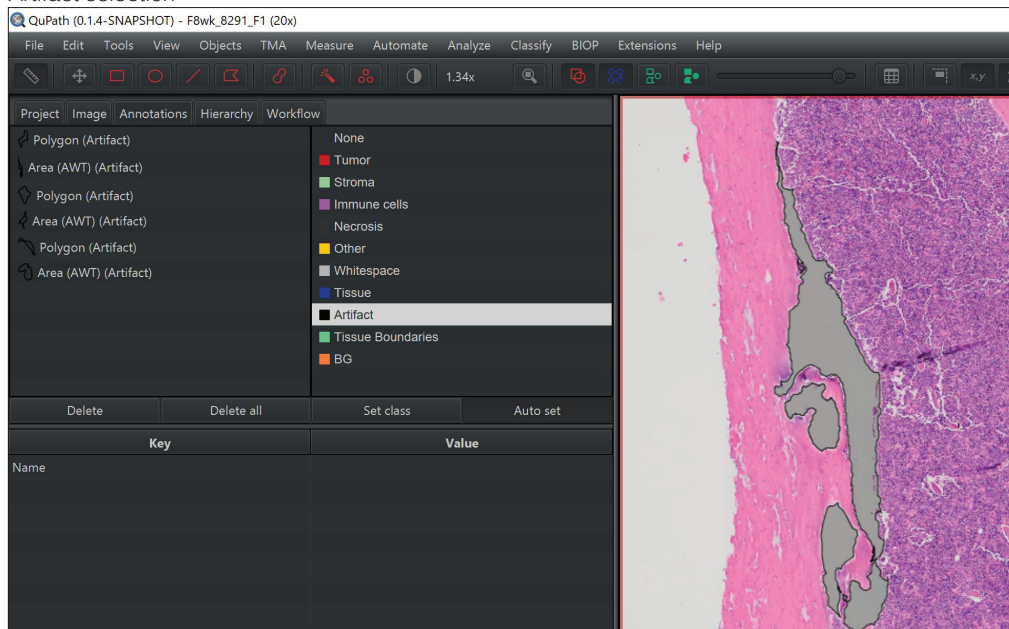 QuPath (0.1.4-SNAPSHOT) - F8wk_8291_F1 (20x)
File Edit Tools View Objects TMA Measure Automate Analyze Classify BIOP Extensions Help
1.34x
x,y
Project Image Annotations Hierarchy Workflow
Polygon (Artifact)
Area (AWT) (Artifact)
Polygon (Artifact)
Area (AWT) (Artifact)
Polygon (Artifact)
Area (AWT) (Artifact)
None
Tumor
Stroma
Immune cells
Necrosis
Other
Whitespace
Tissue
Artifact
Tissue Boundaries
BG
Delete Delete all Set class Auto set
Key Value
Name